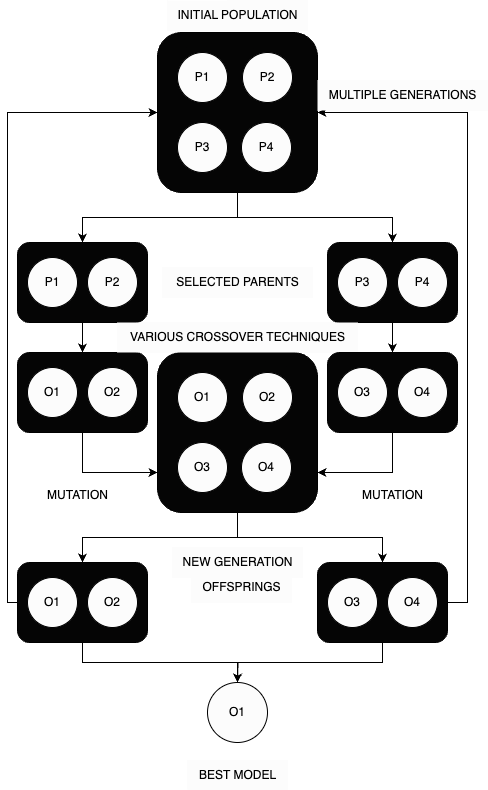 INITIAL POPULATION
P1 P2
MULTIPLE GENERATIONS
P3 P4
P1 P2
SELECTED PARENTS
P3 P4
VARIOUS CROSSOVER TECHNIQUES
O1 O2
O1 O2
O3 O4
O3 O4
MUTATION
MUTATION
NEW GENERATION
OFFSPRINGS
O1 O2
O3 O4
O1
BEST MODEL